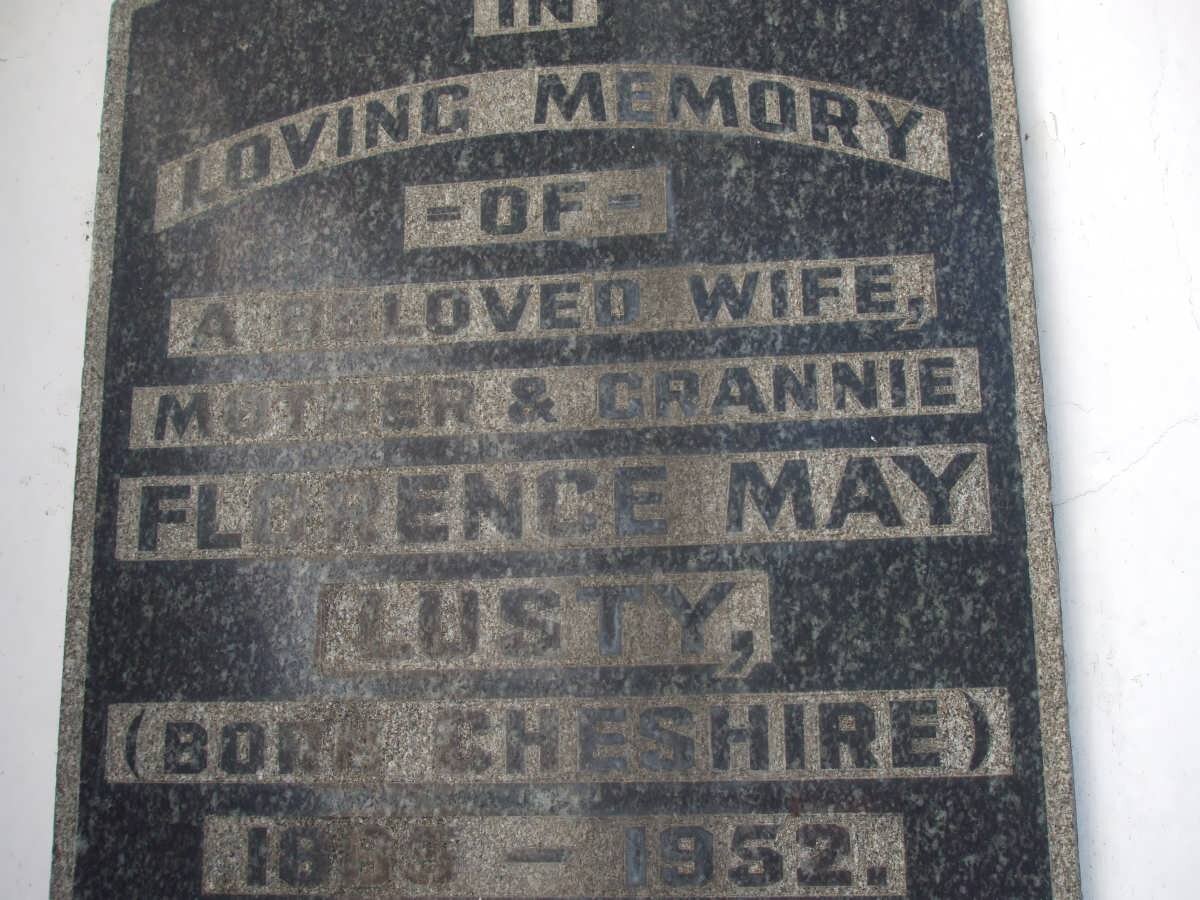 IN
LOVING MEMORY
-OF-
A BELOVED WIFE,
MOTHER & GRANNIE
FLORENCE MAY
LUSTY,
(BORN CHESHIRE)
— 1952.